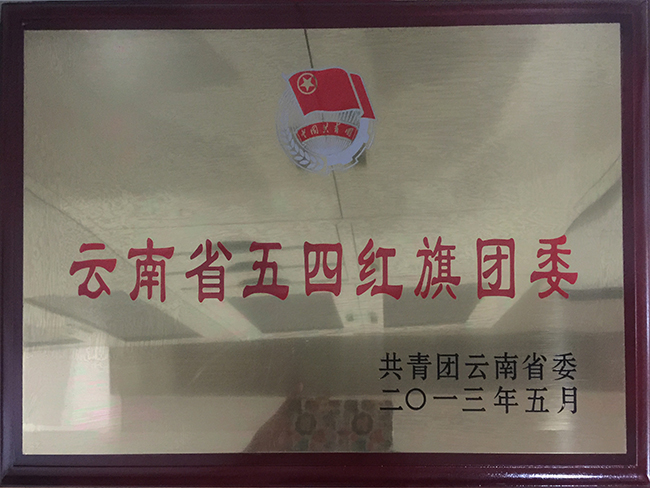 中国共青团
云南省五四红旗团委
共青团云南省委
二〇一三年五月